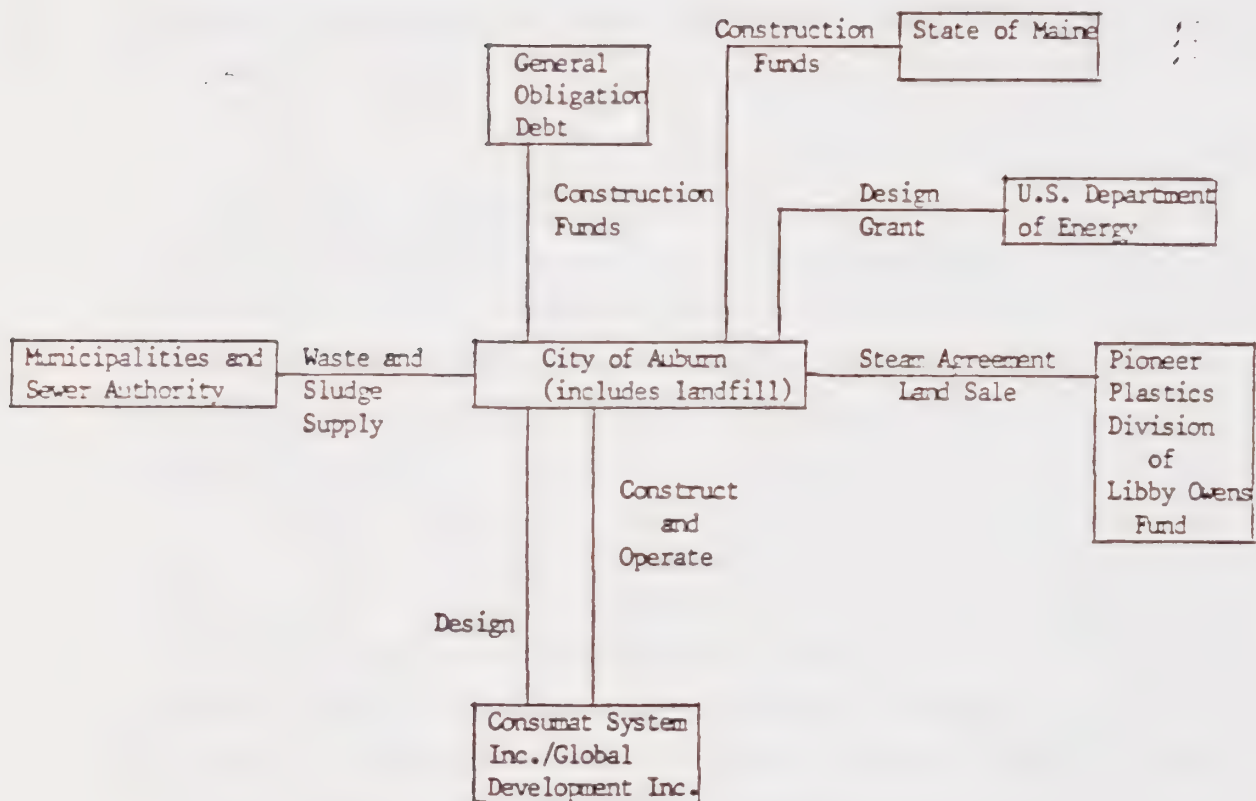 Construction
Funds
State of Maine
General
Obligation
Debt
Construction
Funds
Design
Grant
U.S. Department
of Energy
Municipalities and
Sewer Authority
Waste and
Sludge
Supply
City of Auburn
(includes landfill)
Steam Agreement
Land Sale
Pioneer
Plastics
Division
of
Libby Owens
Fund
Construct
and
Operate
Design
Consumat System
Inc./Global
Development Inc.